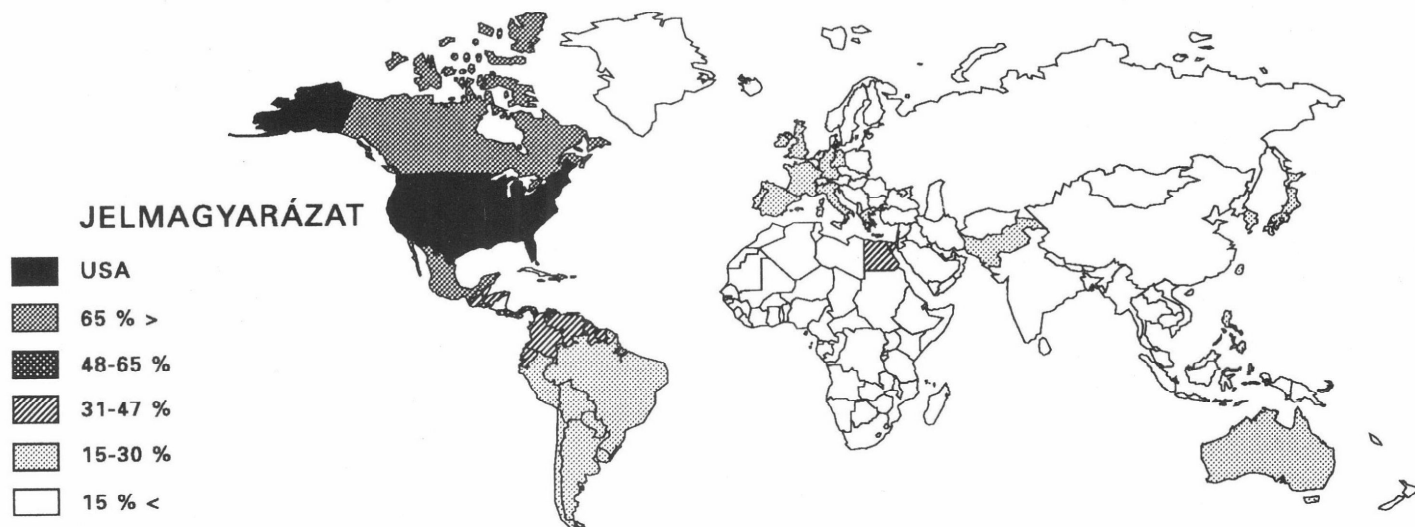 JELMAGYARÁZAT
USA
65 % >
48-65 %
31-47 %
15-30 %
15 % <